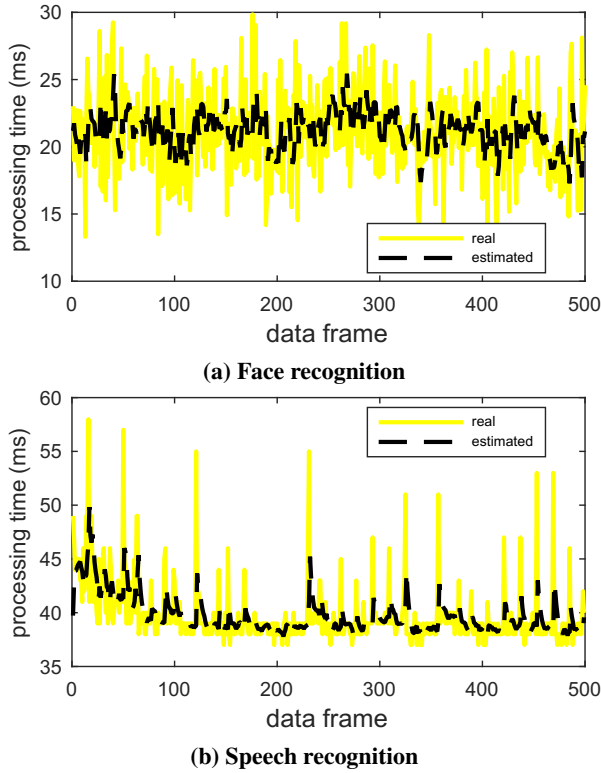 30
25
20
15
10
processing time (ms)
real
estimated
0 100 200 300 400 500
data frame
(a) Face recognition
60
55
50
45
40
35
processing time (ms)
real
estimated
0 100 200 300 400 500
data frame
(b) Speech recognition